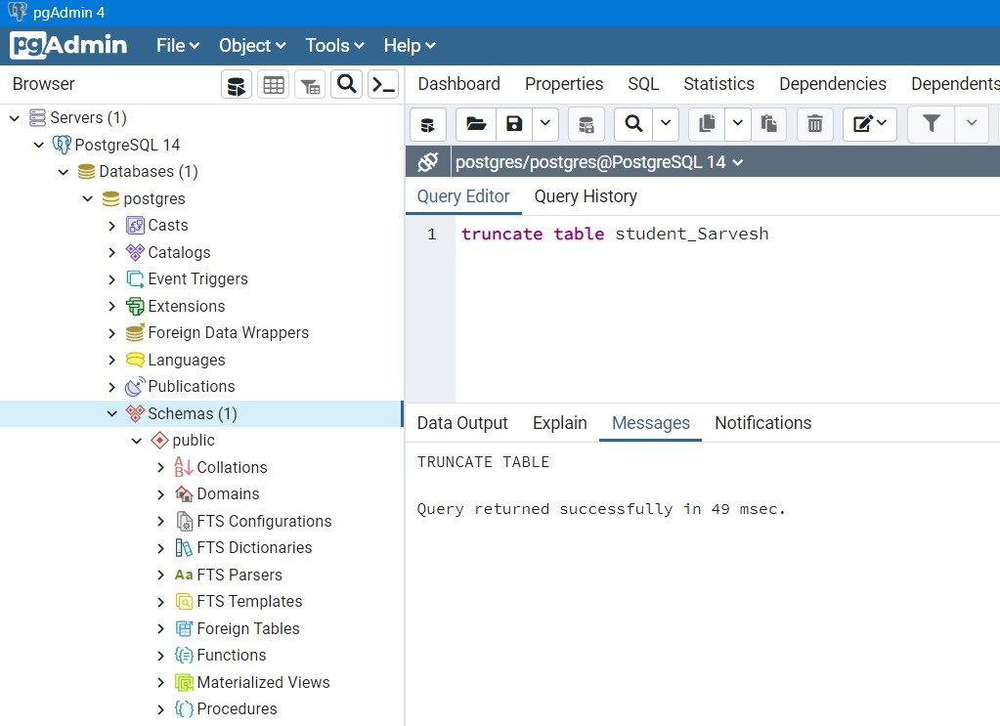 pgAdmin 4
pgAdmin File Object Tools Help
Browser
Servers (1)
PostgreSQL 14
Databases (1)
postgres
Casts
Catalogs
Event Triggers
Extensions
Foreign Data Wrappers
Languages
Publications
Schemas (1)
public
Collations
Domains
FTS Configurations
FTS Dictionaries
Aa FTS Parsers
FTS Templates
Foreign Tables
Functions
Materialized Views
Procedures
Dashboard Properties SQL Statistics Dependencies Dependents
postgres/postgres@PostgreSQL 14
Query Editor Query History
1 truncate table student_Sarvesh
Data Output Explain Messages Notifications
TRUNCATE TABLE
Query returned successfully in 49 msec.